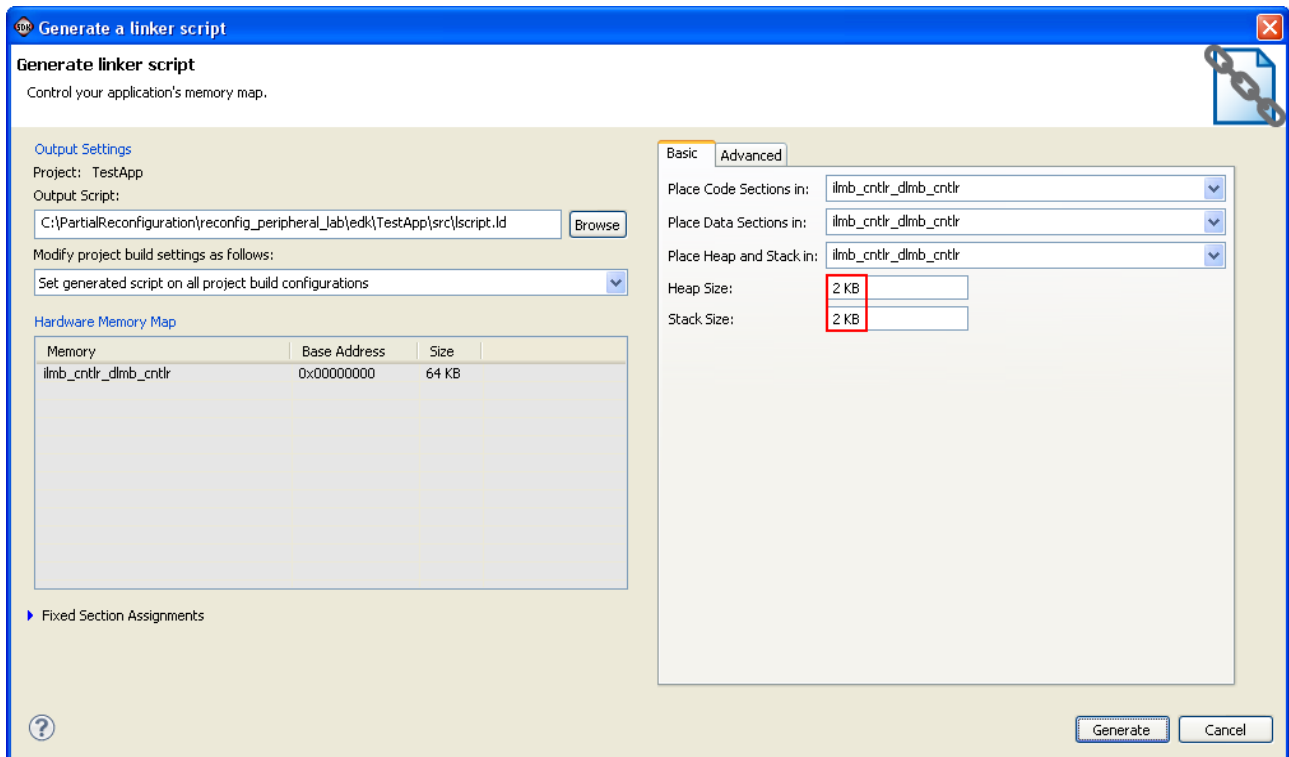 SDK Generate a linker script
Generate linker script
Control your application's memory map.
Output Settings
Project: TestApp
Output Script:
C:\PartialReconfiguration\reconfig_peripheral_lab\edk\TestApp\src\lscript.ld Browse
Modify project build settings as follows:
Set generated script on all project build configurations
Hardware Memory Map
Memory Base Address Size
ilmb_cntlr_dlmb_cntlr 0x00000000 64 KB
Fixed Section Assignments
Basic Advanced
Place Code Sections in: ilmb_cntlr_dlmb_cntlr
Place Data Sections in: ilmb_cntlr_dlmb_cntlr
Place Heap and Stack in: ilmb_cntlr_dlmb_cntlr
Heap Size: 2 KB
Stack Size: 2 KB
? Generate Cancel